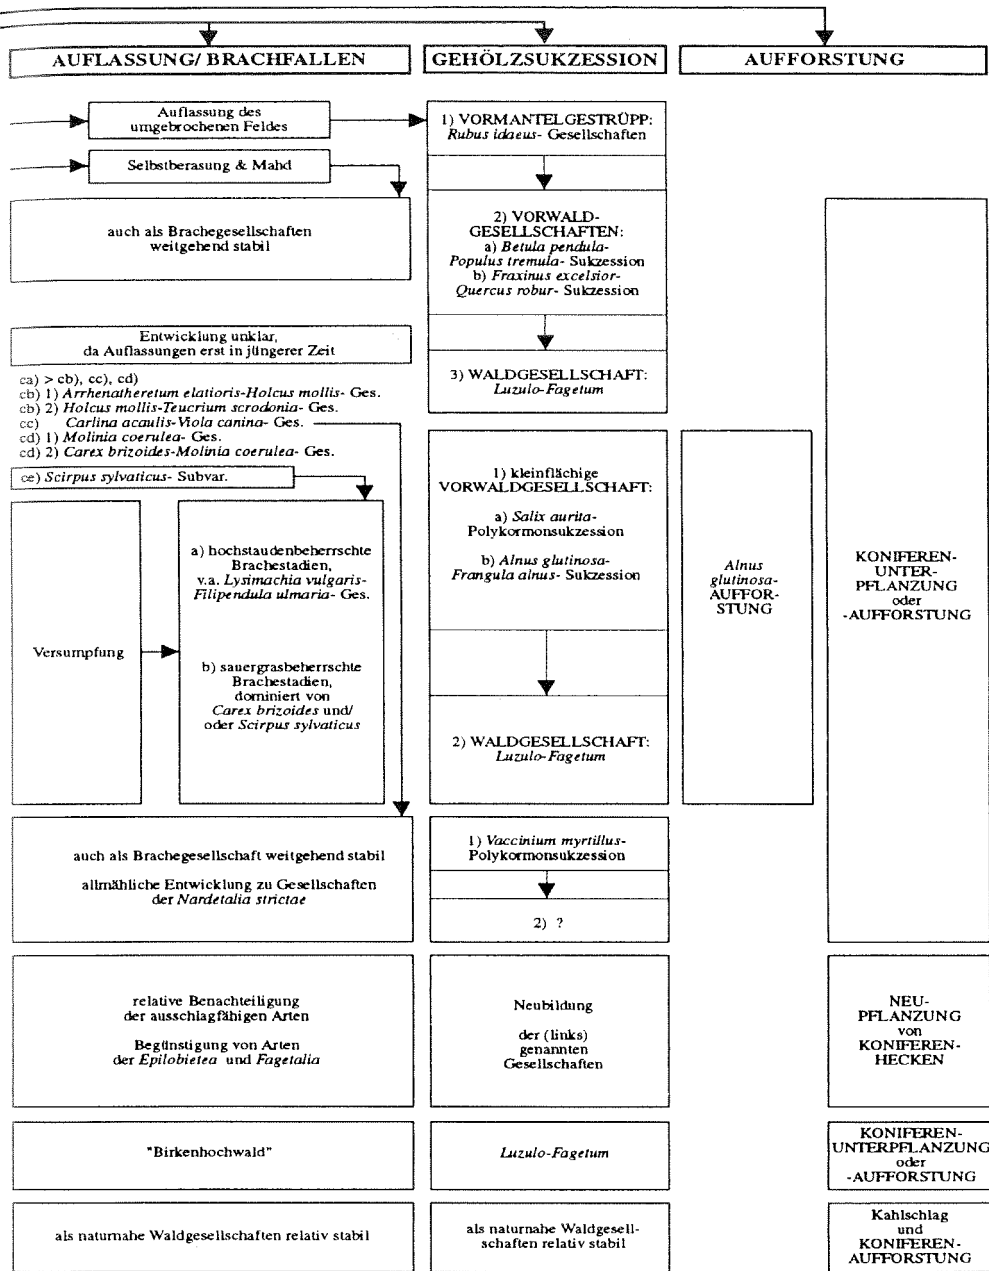 AUFLASSUNG/ BRACHFALLEN
GEHÖLZSUKZESSION
AUFFORSTUNG
Auflassung des
umgebrochenen Feldes
Selbstberasung & Mahd
auch als Brachegesellschaften
weitgehend stabil
Entwicklung unklar,
da Auflassungen erst in jüngerer Zeit
ca) > cb), cc), cd)
cb) 1) Arrhenatheretum elatioris-Holcus mollis- Ges.
cb) 2) Holcus mollis-Teucrium scrodonia- Ges.
cc) Carlina acaulis-Viola canina- Ges.
cd) 1) Molinia coerulea- Ges.
cd) 2) Carex brizoides-Molinia coerulea- Ges.
ce) Scirpus sylvaticus- Subvar.
Versumpfung
a) hochstaudenbeherrschte
Brachestadien,
v.a. Lysimachia vulgaris-
Filipendula ulmaria- Ges.
b) sauergrasbeherrschte
Brachestadien,
dominiert von
Carex brizoides und/
oder Scirpus sylvaticus
auch als Brachegesellschaft weitgehend stabil
allmähliche Entwicklung zu Gesellschaften
der Nardetalia strictae
relative Benachteiligung
der ausschlagfähigen Arten
Begünstigung von Arten
der Epilobietea und Fagetalia
"Birkenhochwald"
als naturnahe Waldgesellschaften relativ stabil
1) VORMANTELGESTRÜPP:
Rubus idaeus- Gesellschaften
2) VORWALD-
GESELLSCHAFTEN:
a) Betula pendula-
Populus tremula- Sukzession
b) Fraxinus excelsior-
Quercus robur- Sukzession
3) WALDGESELLSCHAFT:
Luzulo-Fagetum
1) kleinflächige
VORWALDGESELLSCHAFT:
a) Salix aurita-
Polykormonsukzession
b) Alnus glutinosa-
Frangula alnus- Sukzession
2) WALDGESELLSCHAFT:
Luzulo-Fagetum
1) Vaccinium myrtillus-
Polykormonsukzession
2) ?
Neubildung
der (links)
genannten
Gesellschaften
Luzulo-Fagetum
als naturnahe Waldgesell-
schaften relativ stabil
Alnus
glutinosa-
AUFFOR-
STUNG
KONIFEREN-
UNTER-
PFLANZUNG
oder
-AUFFORSTUNG
NEU-
PFLANZUNG
von
KONIFEREN-
HECKEN
KONIFEREN-
UNTERPFLANZUNG
oder
-AUFFORSTUNG
Kahlschlag
und
KONIFEREN-
AUFFORSTUNG